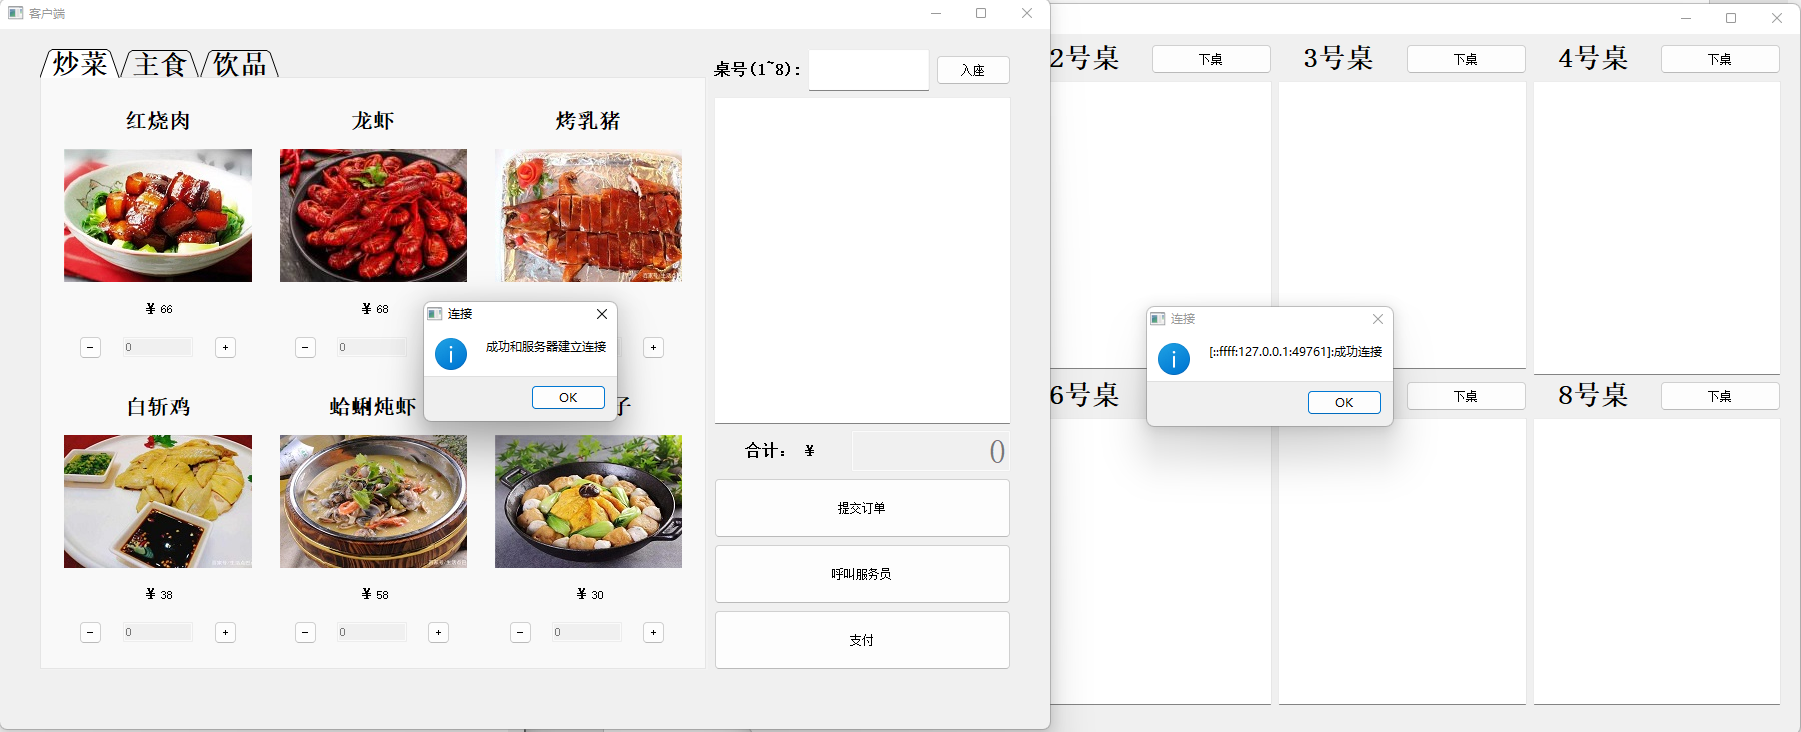 客户端
炒菜 主食 饮品
桌号(1~8): 入座
红烧肉 龙虾 烤乳猪
¥ 66 ¥ 68
- 0 + - 0 +
白斩鸡 蛤蜊炖虾 子
¥ 38 ¥ 58 ¥ 30
- 0 + - 0 + - 0 +
合计: ¥ 0
提交订单
呼叫服务员
支付
连接
成功和服务器建立连接
OK
2号桌 下桌 3号桌 下桌 4号桌 下桌
6号桌 下桌 8号桌 下桌
连接
[::ffff:127.0.0.1:49761]:成功连接
OK